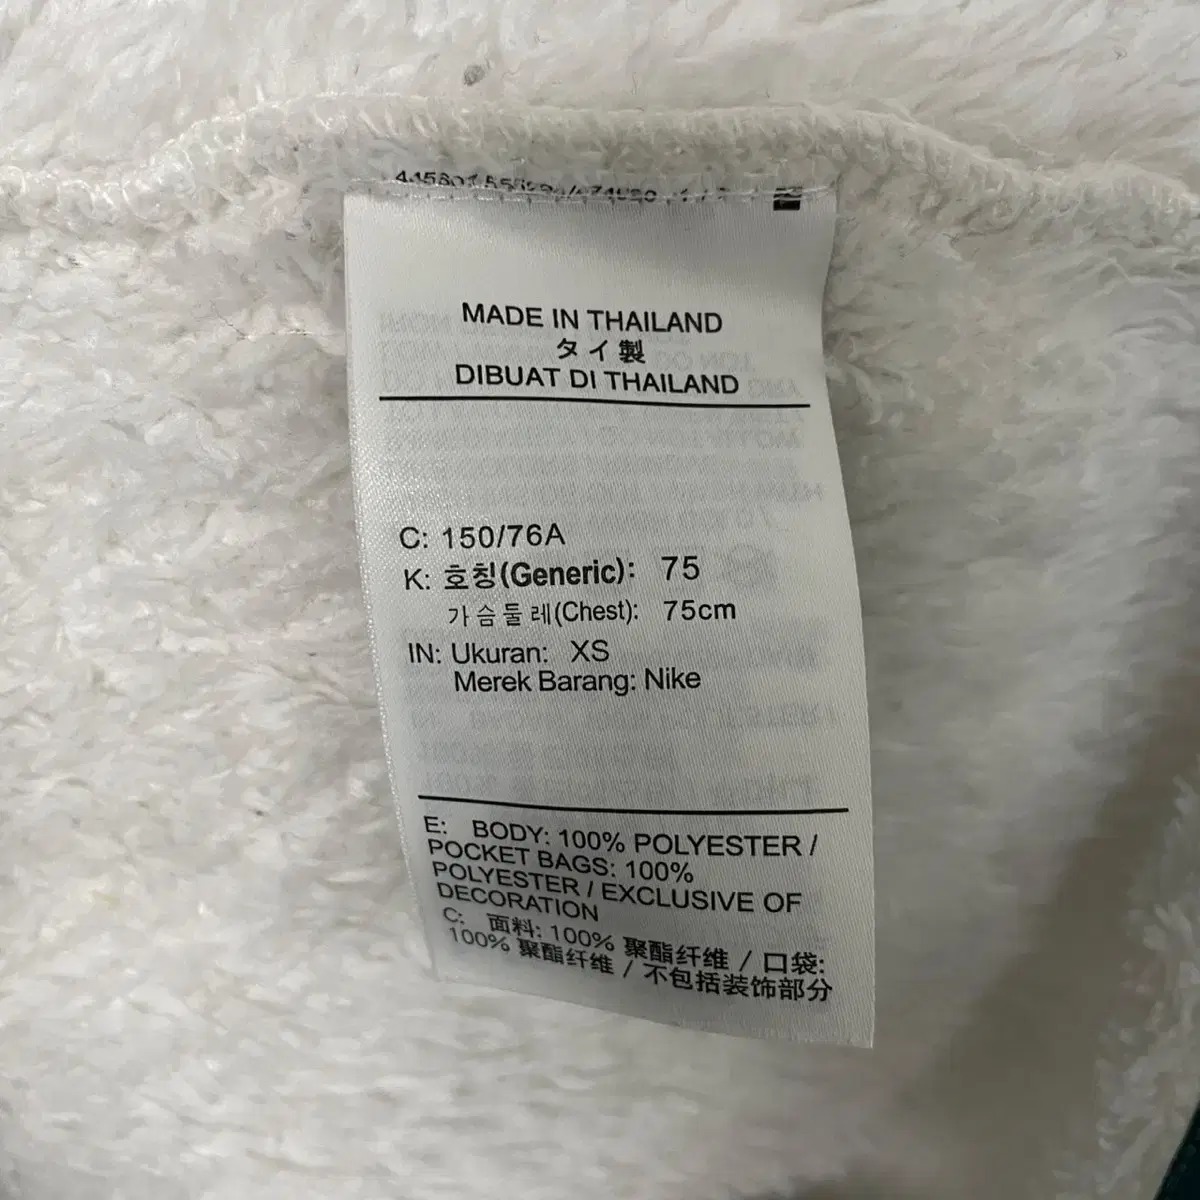 MADE IN THAILAND
タイ製
DIBUAT DI THAILAND
C: 150/76A
K: 호칭(Generic): 75
가슴둘레(Chest): 75cm
IN: Ukuran: XS
Merek Barang: Nike
E: BODY: 100% POLYESTER /
POCKET BAGS: 100%
POLYESTER / EXCLUSIVE OF
DECORATION
C: 面料: 100% 聚酯纤维 / 口袋:
100% 聚酯纤维 / 不包括装饰部分